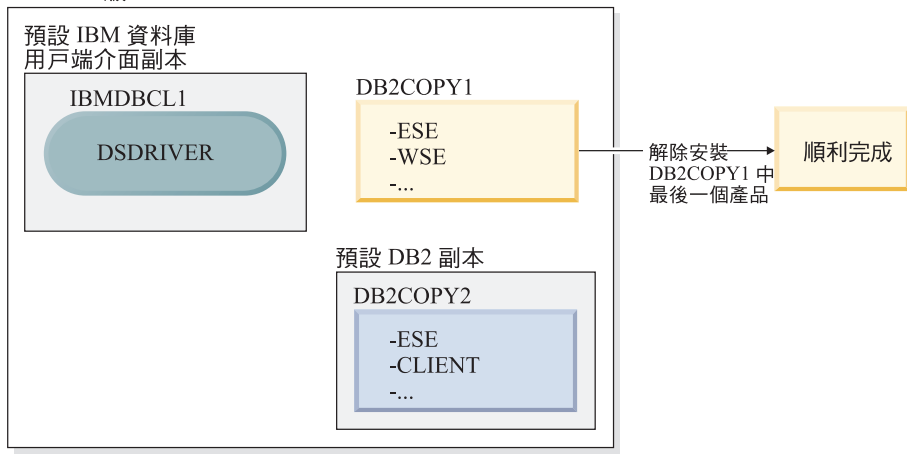 預設 IBM 資料庫
用戶端介面副本
IBMDBCL1
DSDRIVER
DB2COPY1
-ESE
-WSE
-...
解除安裝
DB2COPY1 中
最後一個產品
順利完成
預設 DB2 副本
DB2COPY2
-ESE
-CLIENT
-...